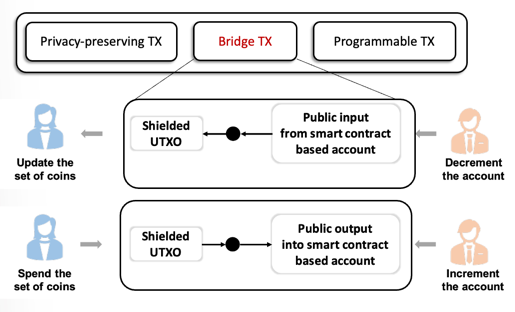 Privacy-preserving TX
Bridge TX
Programmable TX
Shielded
UTXO
Public input
from smart contract
based account
Update the
set of coins
Decrement
the account
Shielded
UTXO
Public output
into smart contract
based account
Spend the
set of coins
Increment
the account